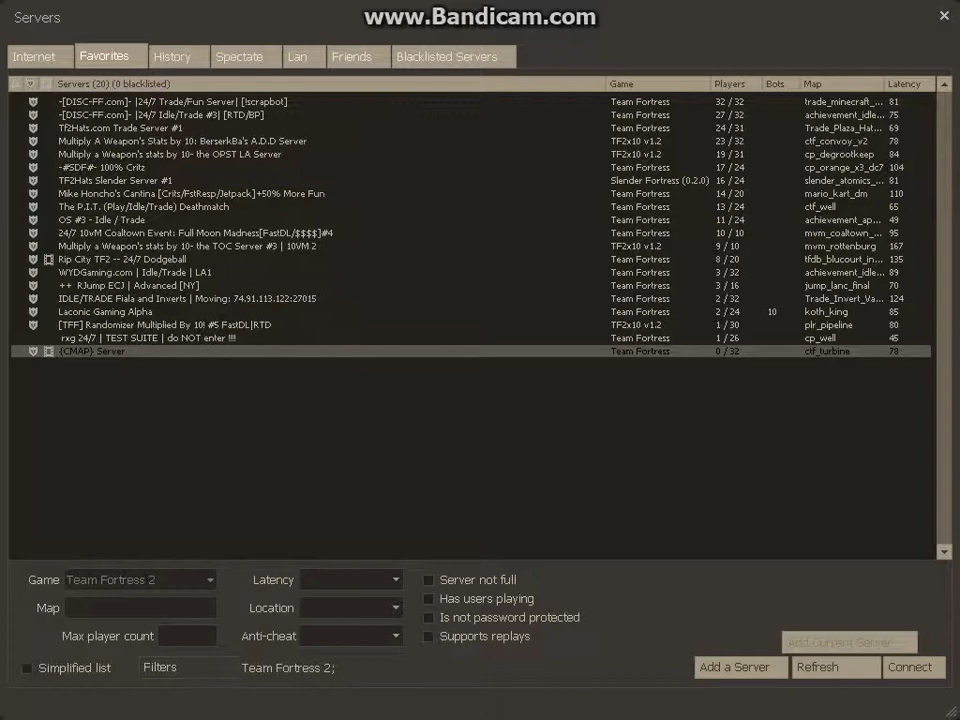 www.Bandicam.com
Servers
Internet Favorites History Spectate Lan Friends Blacklisted Servers
Servers (20) (0 blacklisted) Game Players Bots Map Latency
-[DISC-FF.com]- |24/7 Trade/Fun Server| [!scrapbot] Team Fortress 32 / 32 trade_minecraft_... 81
-[DISC-FF.com]- |24/7 Idle/Trade #3| [RTD/BP] Team Fortress 27 / 32 achievement_idle... 75
Tf2Hats.com Trade Server #1 Team Fortress 24 / 31 Trade_Plaza_Hat... 69
Multiply A Weapon's Stats by 10: BerserkBa's A.D.D Server TF2x10 v1.2 23 / 32 ctf_convoy_v2 78
Multiply a Weapon's stats by 10- the OPST LA Server TF2x10 v1.2 19 / 31 cp_degrootkeep 84
-#SDF#- 100% Critz Team Fortress 17 / 24 cp_orange_x3_dc7 104
TF2Hats Slender Server #1 Slender Fortress (0.2.0) 16 / 24 slender_atomics_... 81
Mike Honcho's Cantina [Crits/FstResp/Jetpack]+50% More Fun Team Fortress 14 / 20 mario_kart_dm 110
The P.I.T. (Play/Idle/Trade) Deathmatch Team Fortress 13 / 24 ctf_well 65
OS #3 - Idle / Trade Team Fortress 11 / 24 achievement_ap... 49
24/7 10vM Coaltown Event: Full Moon Madness[FastDL/$$$$]#4 Team Fortress 10 / 10 mvm_coaltown_... 95
Multiply a Weapon's stats by 10- the TOC Server #3 | 10VM 2 TF2x10 v1.2 9 / 10 mvm_rottenburg 167
Rip City TF2 -- 24/7 Dodgeball Team Fortress 8 / 20 tfdb_blucourt_in... 135
WYDGaming.com | Idle/Trade | LA1 Team Fortress 3 / 32 achievement_idle... 89
++ RJump ECJ | Advanced [NY] Team Fortress 3 / 16 jump_lanc_final 70
IDLE/TRADE Fiala and Inverts | Moving: 74.91.113.122:27015 Team Fortress 2 / 32 Trade_Invert_Va... 124
Laconic Gaming Alpha Team Fortress 2 / 24 10 koth_king 85
[TFF] Randomizer Multiplied By 10! #5 FastDL|RTD TF2x10 v1.2 1 / 30 plr_pipeline 80
rxg 24/7 | TEST SUITE | do NOT enter !!!! Team Fortress 1 / 26 cp_well 45
{CMAP} Server Team Fortress 0 / 32 ctf_turbine 78
Game Team Fortress 2 Latency Server not full
Map Location Has users playing
Is not password protected
Max player count Anti-cheat Supports replays
Add Current Server...
Simplified list Filters Team Fortress 2; Add a Server Refresh Connect